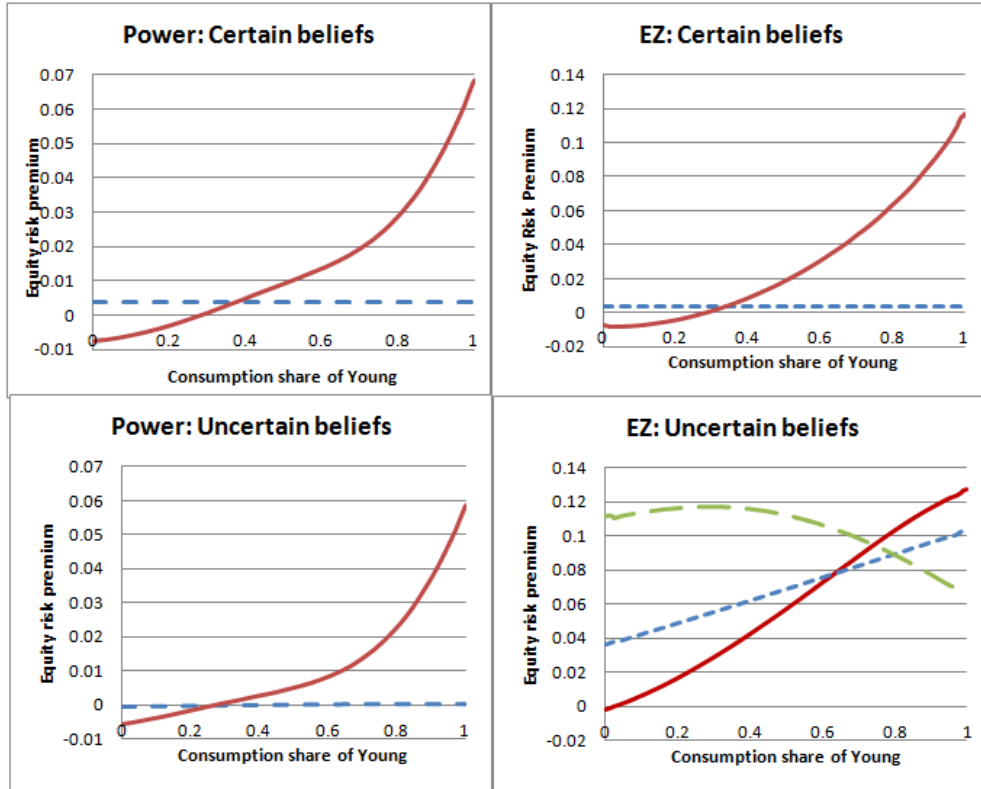 Power: Certain beliefs
0.07
0.06
0.05
0.04
0.03
0.02
0.01
0
-0.01
Equity risk premium
0 0.2 0.4 0.6 0.8 1
Consumption share of Young
EZ: Certain beliefs
0.14
0.12
0.1
0.08
0.06
0.04
0.02
0
-0.02
Equity Risk Premium
0 0.2 0.4 0.6 0.8 1
Consumption share of Young
Power: Uncertain beliefs
0.07
0.06
0.05
0.04
0.03
0.02
0.01
0
-0.01
Equity risk premium
0 0.2 0.4 0.6 0.8 1
Consumption share of Young
EZ: Uncertain beliefs
0.14
0.12
0.1
0.08
0.06
0.04
0.02
0
-0.02
Equity risk premium
0 0.2 0.4 0.6 0.8 1
Consumption share of Young